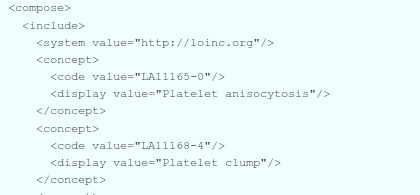 <compose>
<include>
<system value="http://loinc.org"/>
<concept>
<code value="LA11165-0"/>
<display value="Platelet anisocytosis"/>
</concept>
<concept>
<code value="LA11168-4"/>
<display value="Platelet clump"/>
</concept>